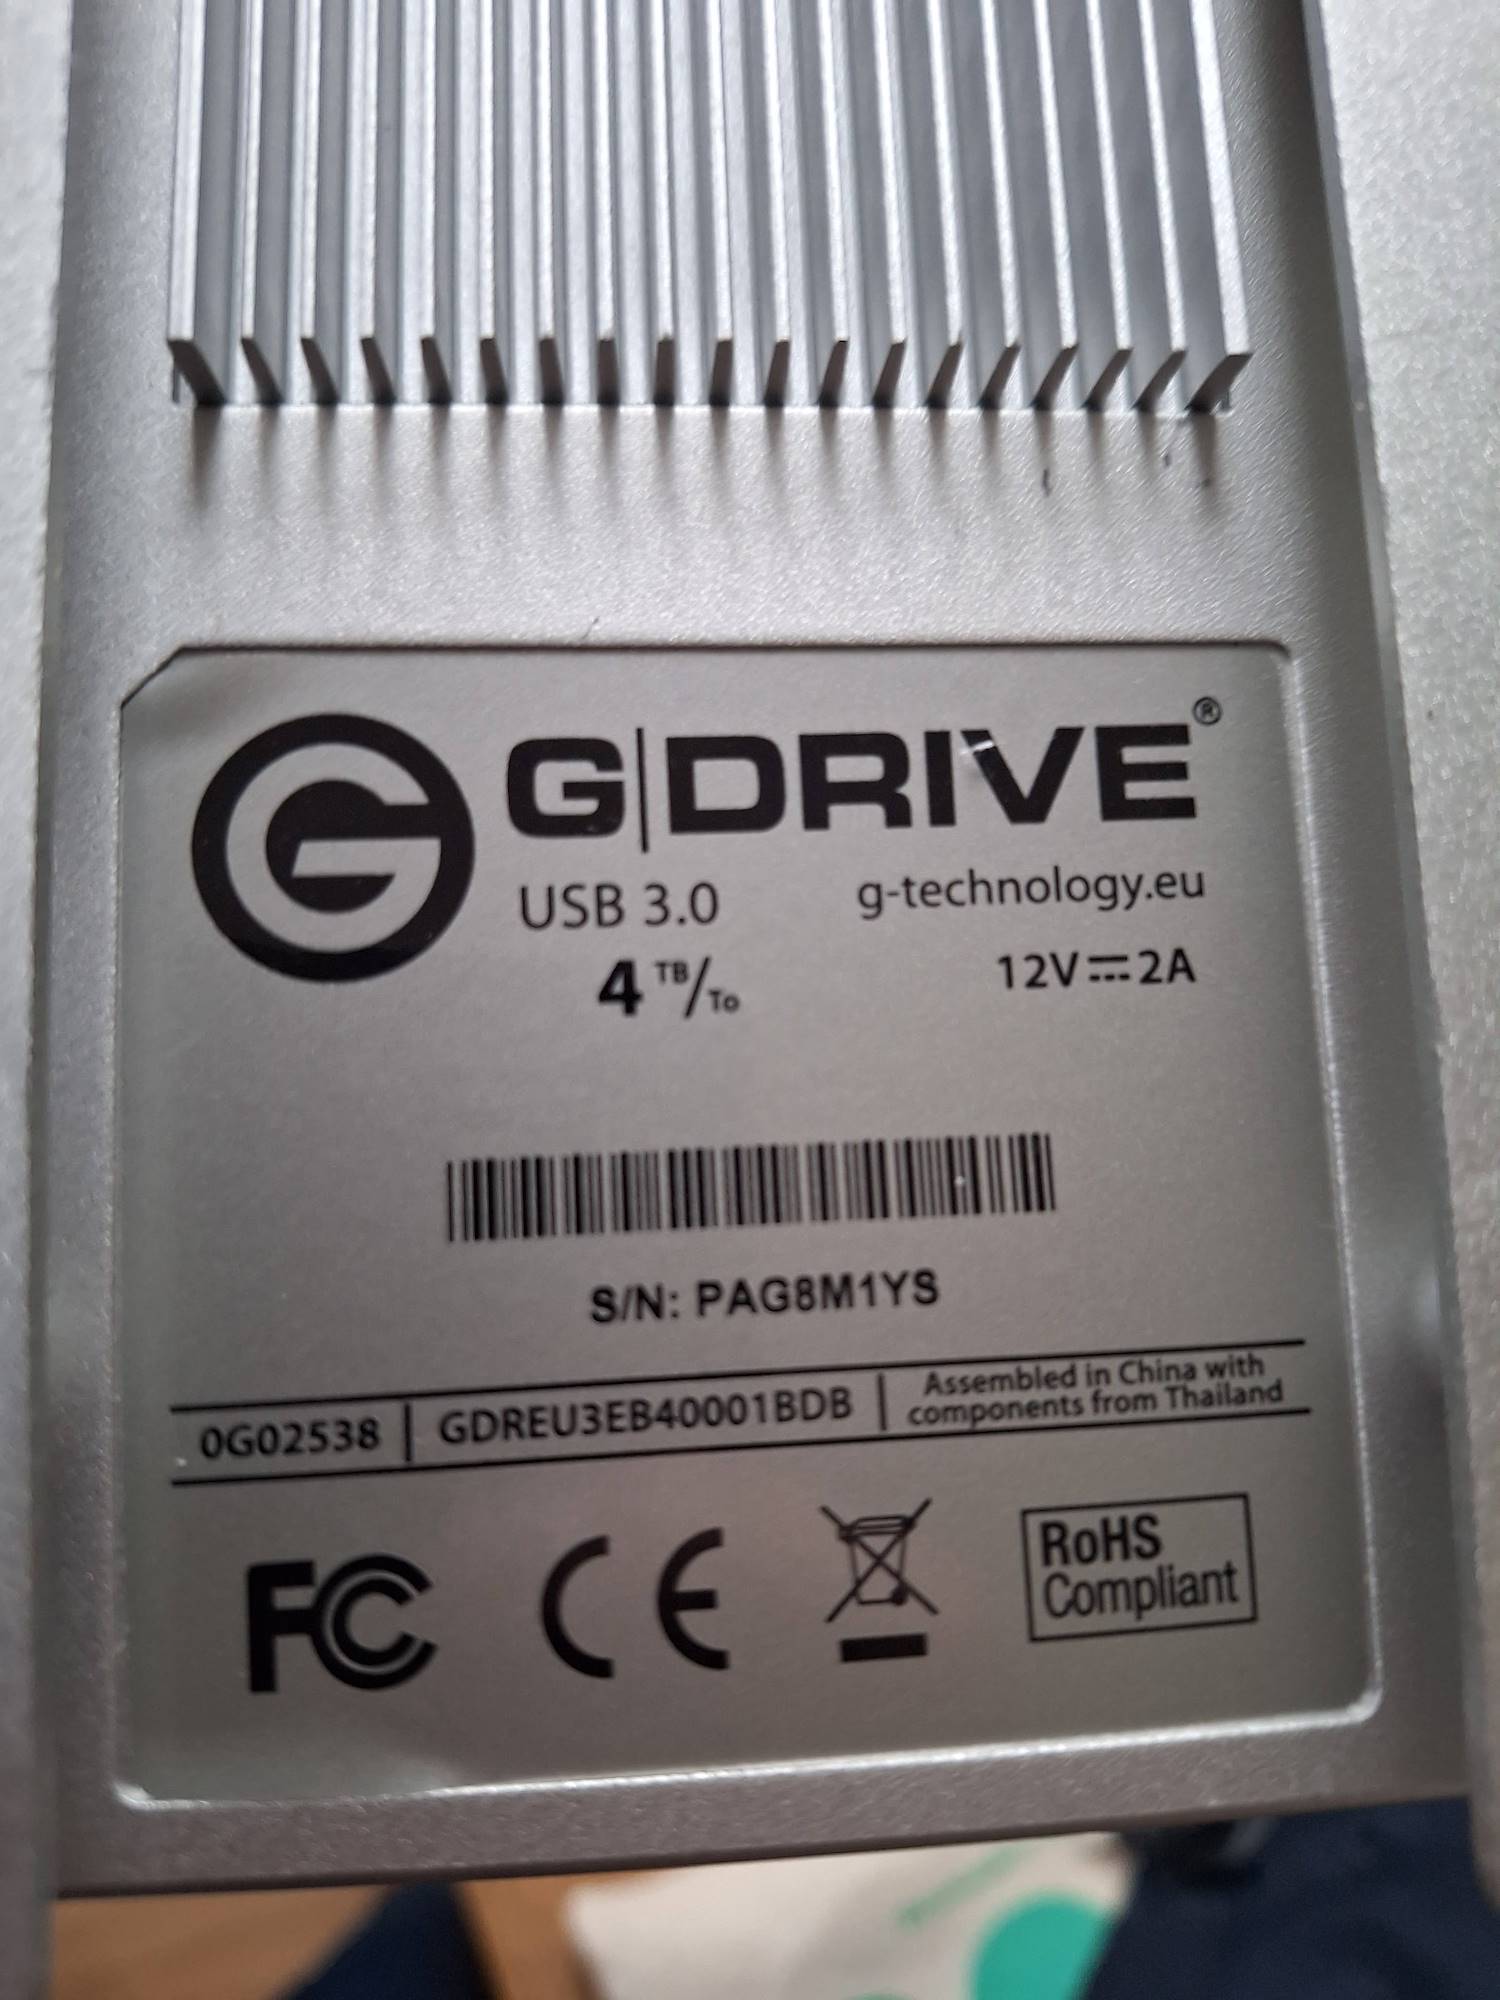 G|DRIVE®
USB 3.0
g-technology.eu
4 TB/To
12V⎓2A
S/N: PAG8M1YS
0G02538 | GDREU3EB40001BDB | Assembled in China with
components from Thailand
FC CE RoHS
Compliant